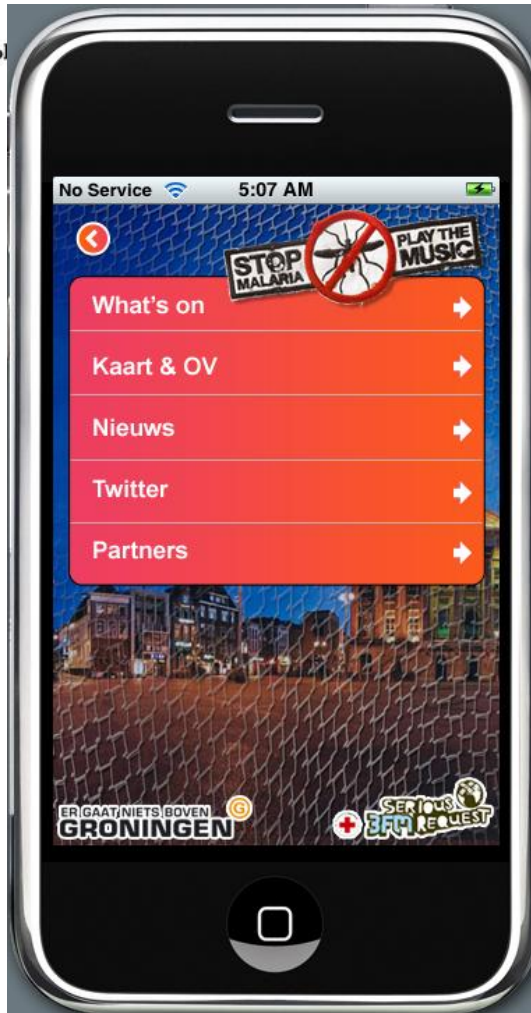 No Service 5:07 AM
STOP MALARIA
PLAY THE MUSIC
What's on
Kaart & OV
Nieuws
Twitter
Partners
ER GAAT NIETS BOVEN
G
GRONINGEN
SERIOUS
3FM REQUEST